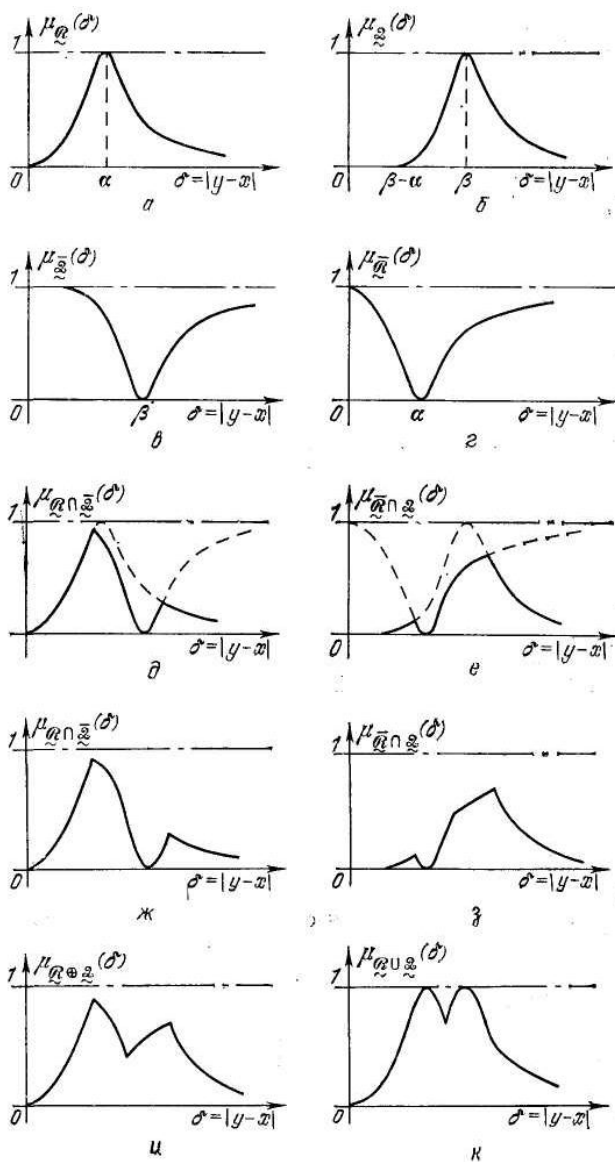 μ_R̰(δ)
1
0
α
δ=|y-x|
а
μ_Q̰(δ)
1
0
β-α
β
δ=|y-x|
б
μ_Q̰̄(δ)
1
0
β
δ=|y-x|
в
μ_R̰̄(δ)
1
0
α
δ=|y-x|
г
μ_R̰∩Q̰̄(δ)
1
0
δ=|y-x|
д
μ_R̰̄∩Q̰(δ)
1
0
δ=|y-x|
е
μ_R̰∩Q̰̄(δ)
1
0
δ=|y-x|
ж
μ_R̰̄∩Q̰(δ)
1
0
δ=|y-x|
з
μ_R̰⊕Q̰(δ)
1
0
δ=|y-x|
и
μ_R̰∪Q̰(δ)
1
0
δ=|y-x|
к